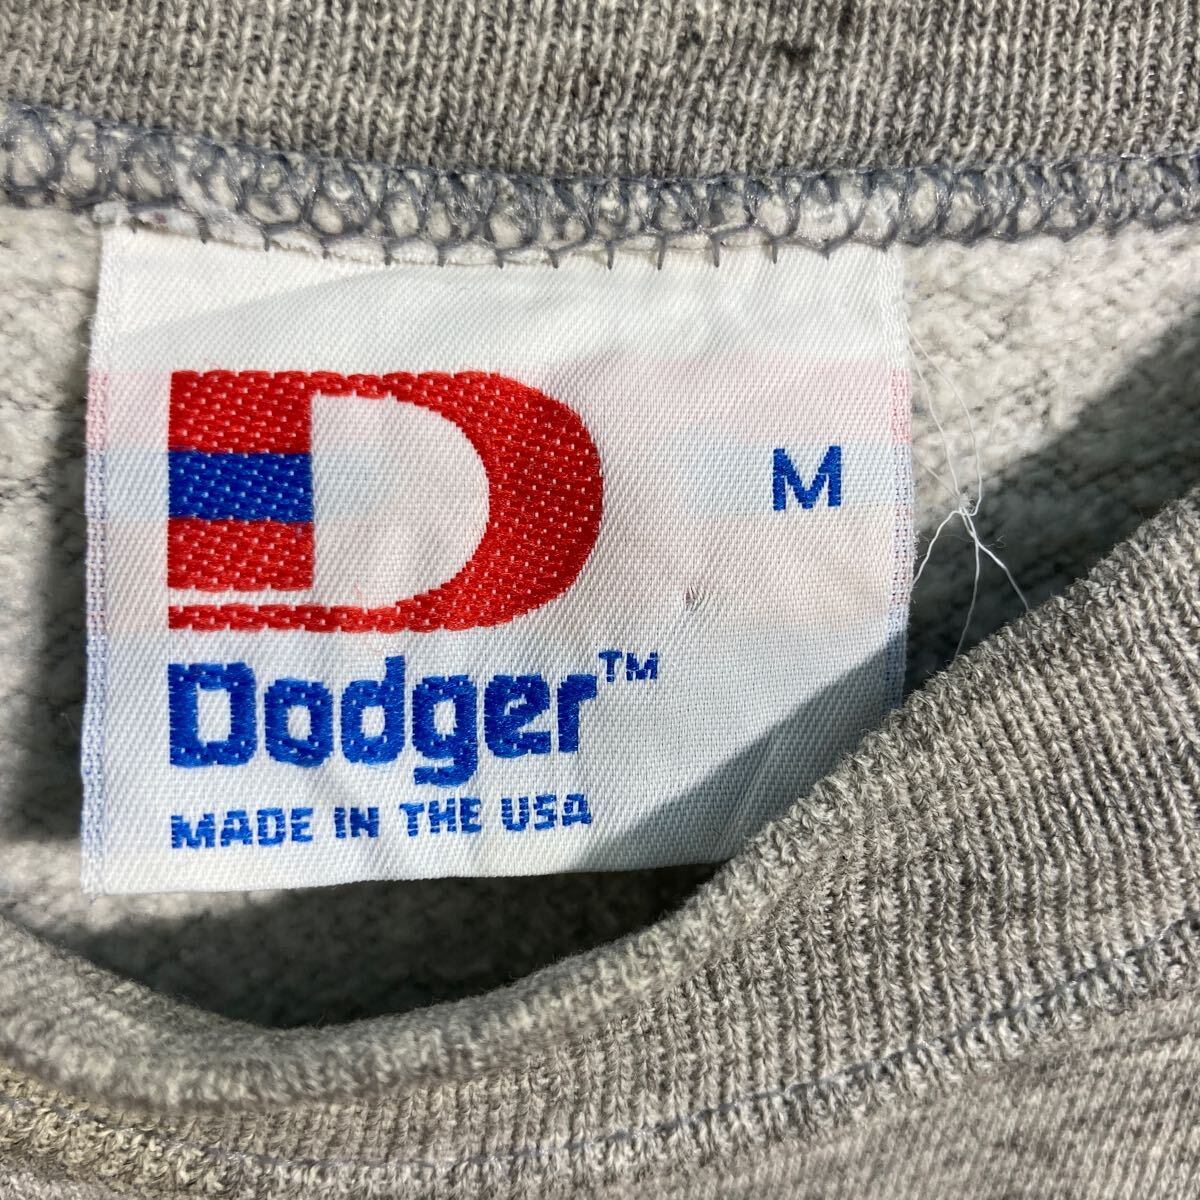 D
M
Dodger™
MADE IN THE USA